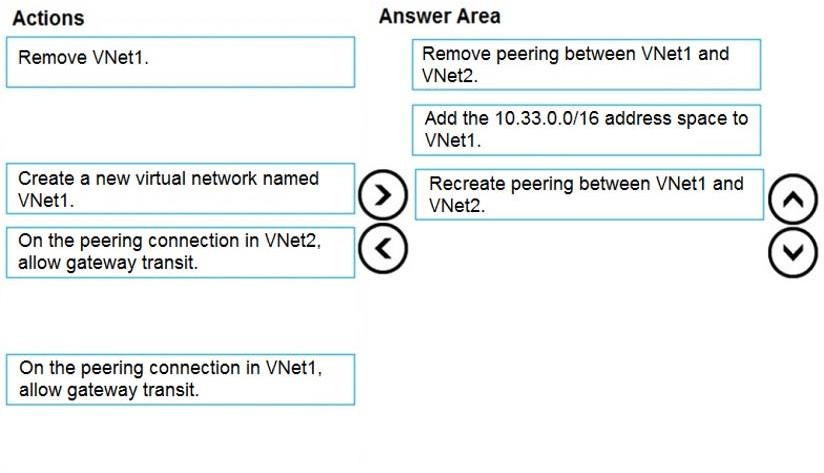 Actions
Remove VNet1.
Create a new virtual network named
VNet1.
On the peering connection in VNet2,
allow gateway transit.
On the peering connection in VNet1,
allow gateway transit.
Answer Area
Remove peering between VNet1 and
VNet2.
Add the 10.33.0.0/16 address space to
VNet1.
Recreate peering between VNet1 and
VNet2.